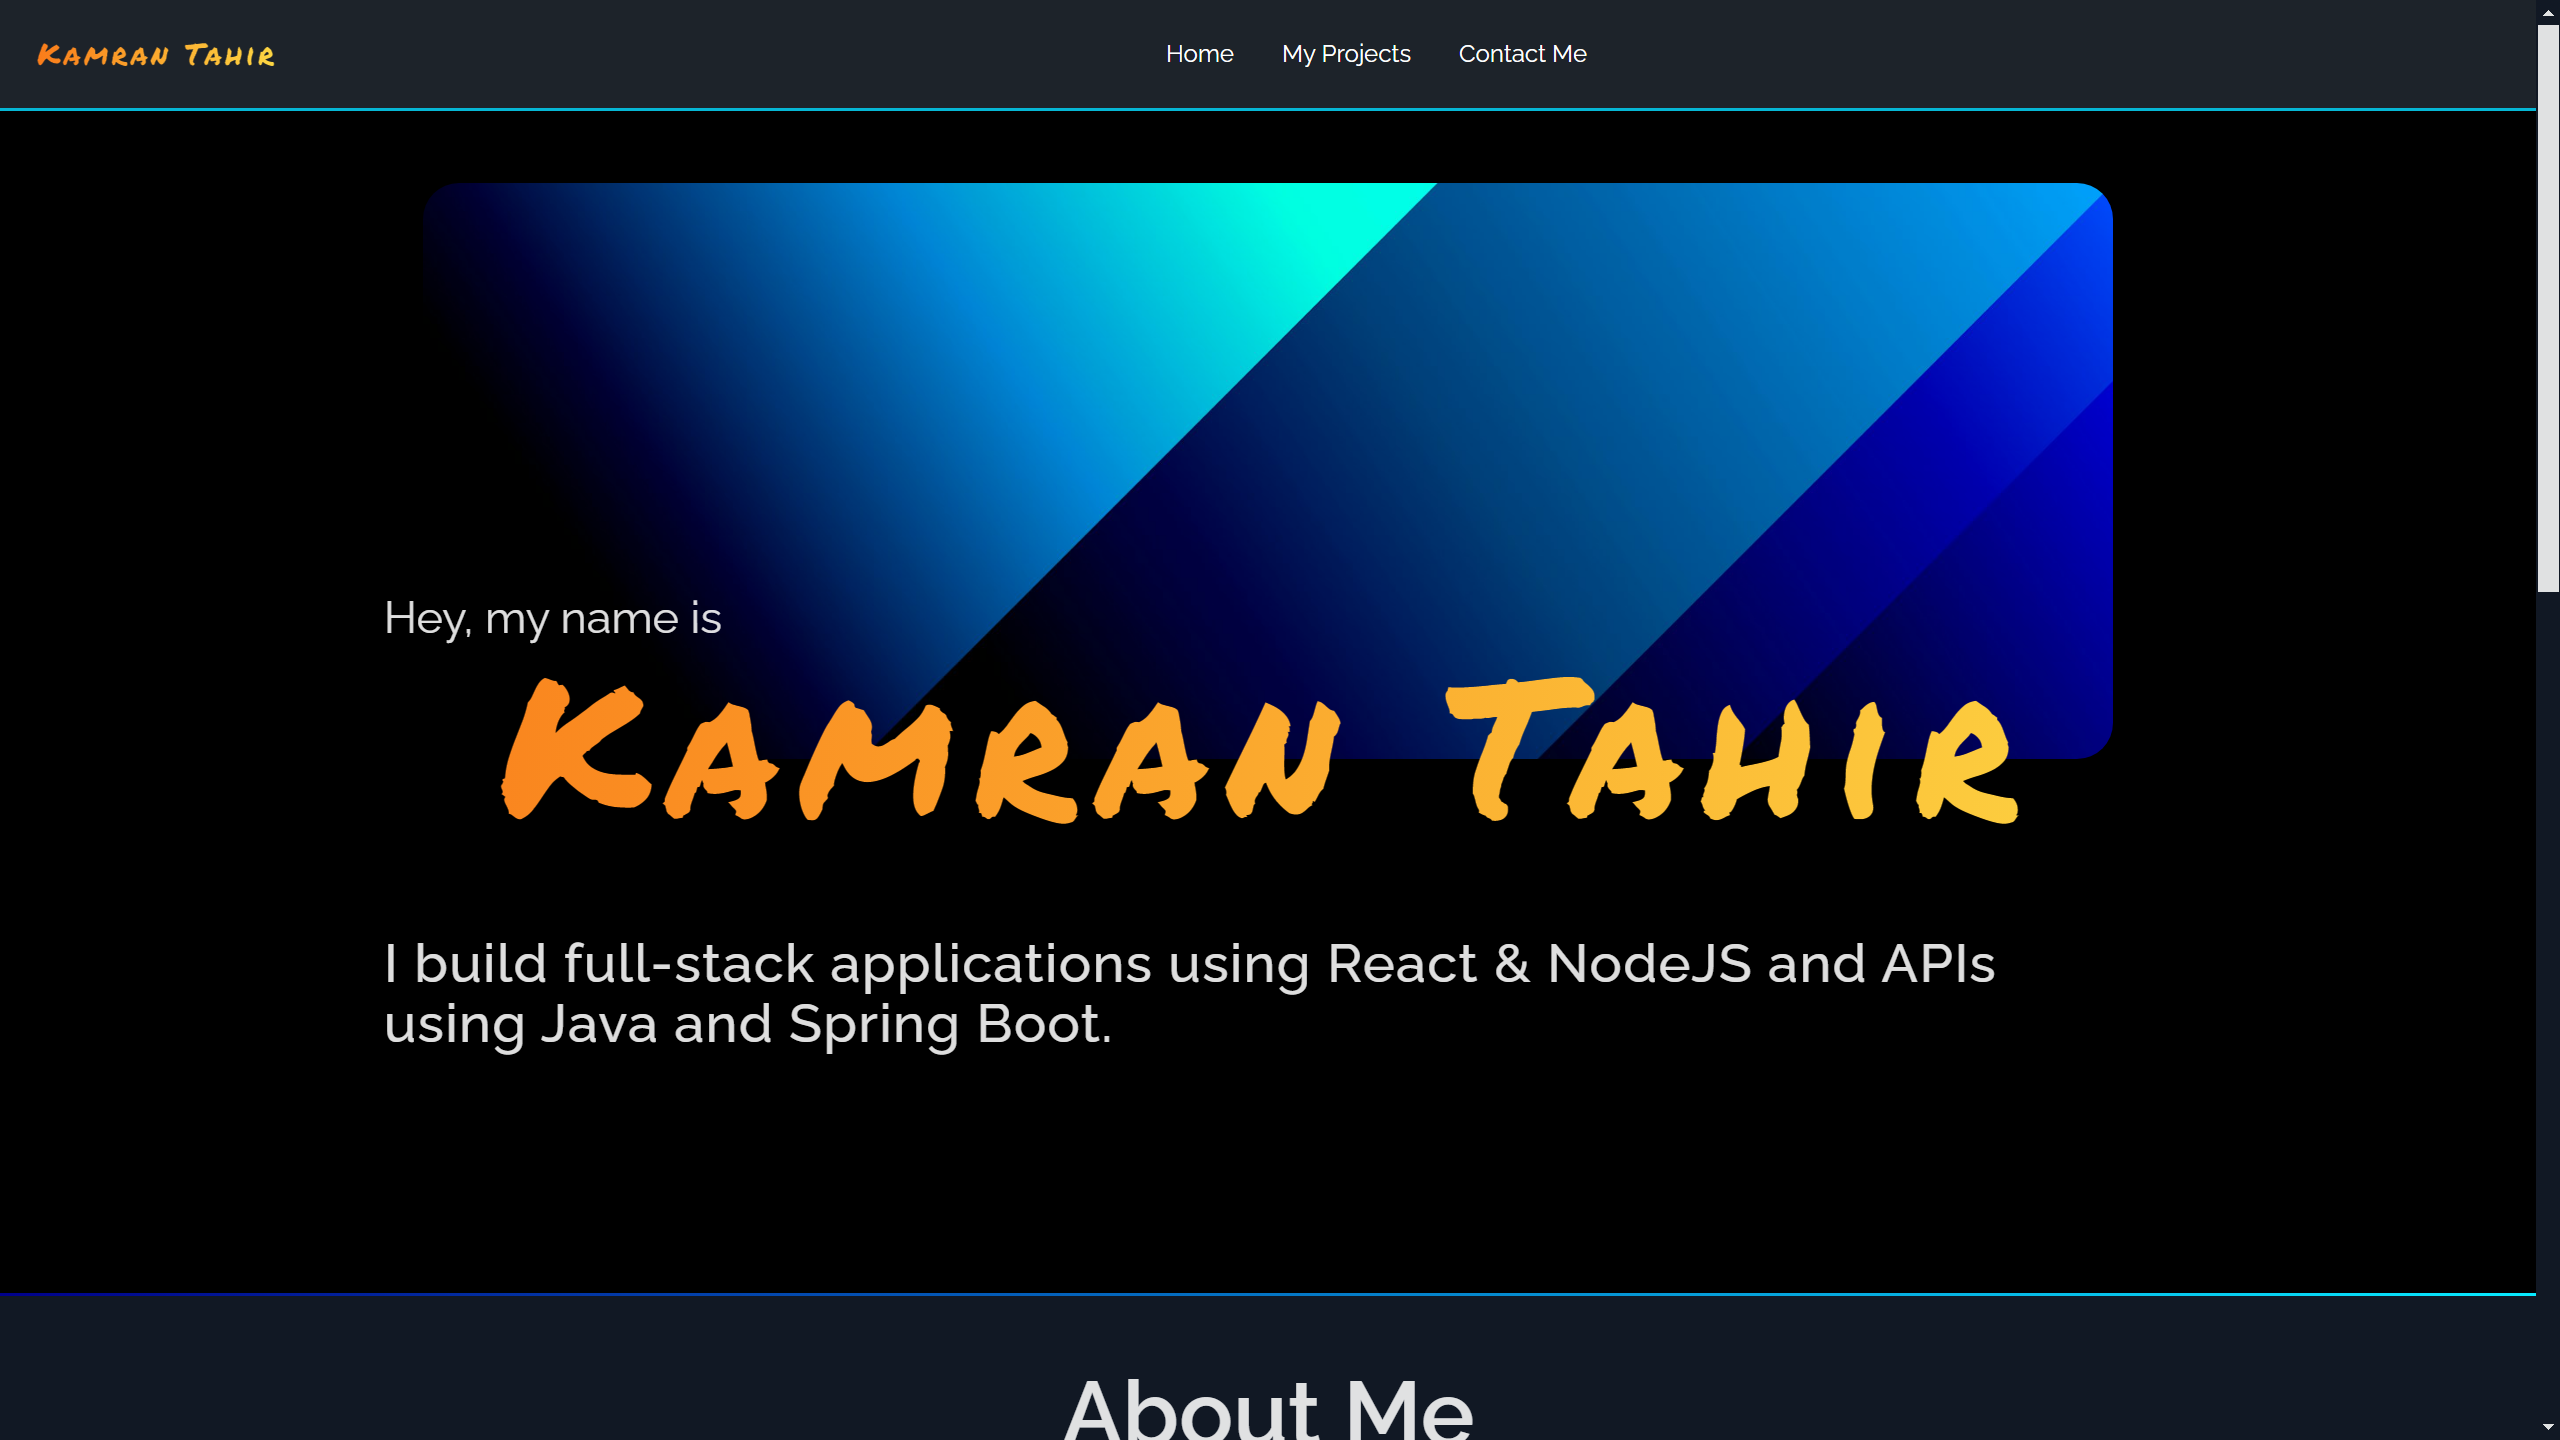 Kamran Tahir
Home
My Projects
Contact Me
Hey, my name is
Kamran Tahir
I build full-stack applications using React & NodeJS and APIs
using Java and Spring Boot.
About Me